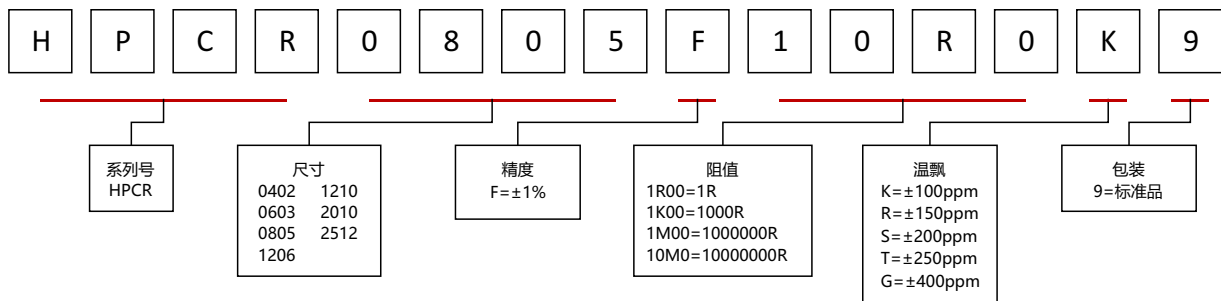 H P C R 0 8 0 5 F 1 0 R 0 K 9
系列号
HPCR
尺寸
0402 1210
0603 2010
0805 2512
1206
精度
F=±1%
阻值
1R00=1R
1K00=1000R
1M00=1000000R
10M0=10000000R
温飘
K=±100ppm
R=±150ppm
S=±200ppm
T=±250ppm
G=±400ppm
包装
9=标准品